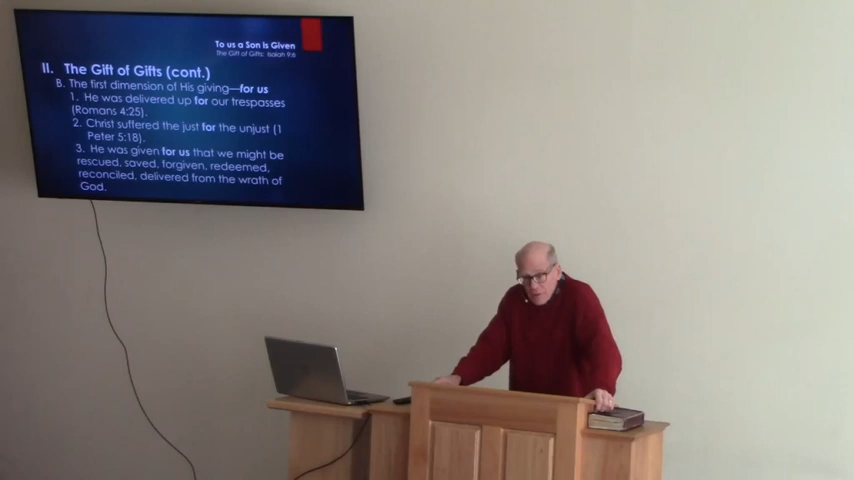 To us a Son is Given
The Gift of Gifts: Isaiah 9:6
II. The Gift of Gifts (cont.)
B. The first dimension of His giving—for us
1. He was delivered up for our trespasses
(Romans 4:25).
2. Christ suffered the just for the unjust (1
Peter 5:18).
3. He was given for us that we might be
rescued, saved, forgiven, redeemed,
reconciled, delivered from the wrath of
God.